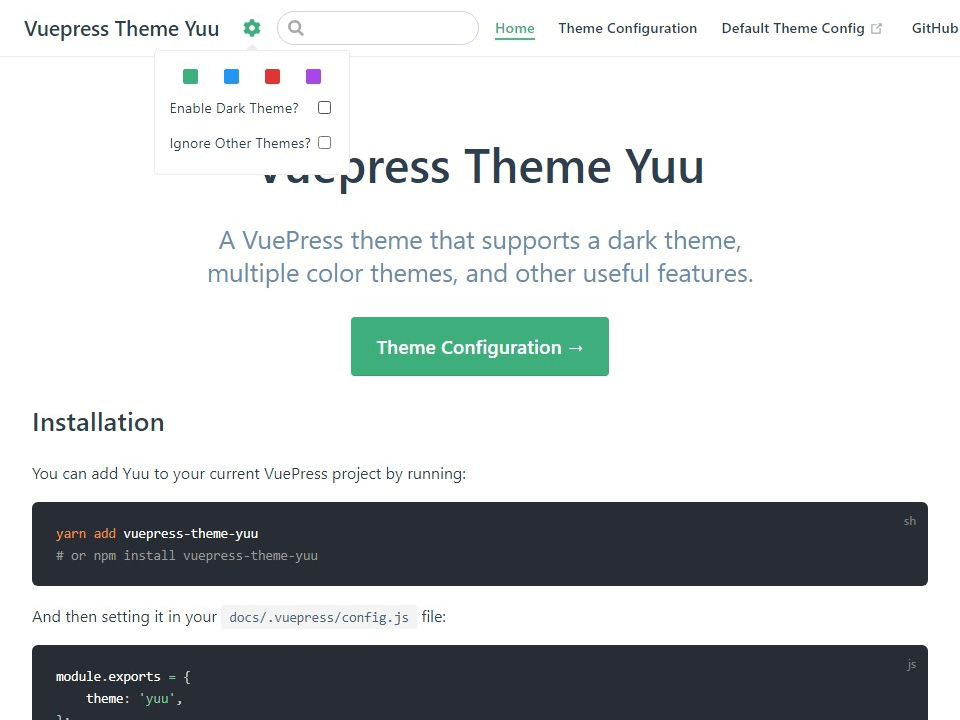 Vuepress Theme Yuu
Home
Theme Configuration
Default Theme Config
GitHub
Enable Dark Theme?
Ignore Other Themes?
Vuepress Theme Yuu
A VuePress theme that supports a dark theme,
multiple color themes, and other useful features.
Theme Configuration →
Installation
You can add Yuu to your current VuePress project by running:
sh
yarn add vuepress-theme-yuu
# or npm install vuepress-theme-yuu
And then setting it in your docs/.vuepress/config.js file:
js
module.exports = {
theme: 'yuu',
};